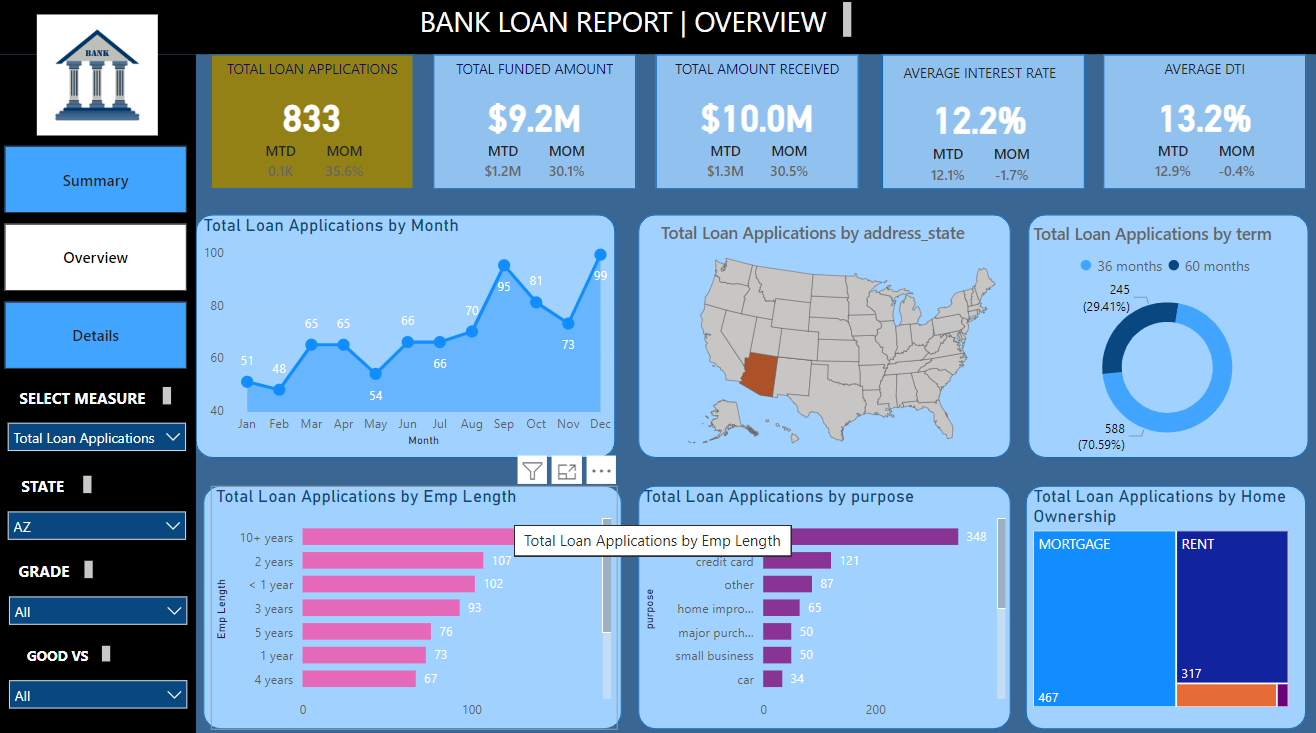 BANK LOAN REPORT | OVERVIEW
BANK
Summary
Overview
Details
SELECT MEASURE
Total Loan Applications
STATE
AZ
GRADE
All
GOOD VS
All
TOTAL LOAN APPLICATIONS
833
MTD MOM
0.1K 35.6%
TOTAL FUNDED AMOUNT
$9.2M
MTD MOM
$1.2M 30.1%
TOTAL AMOUNT RECEIVED
$10.0M
MTD MOM
$1.3M 30.5%
AVERAGE INTEREST RATE
12.2%
MTD MOM
12.1% -1.7%
AVERAGE DTI
13.2%
MTD MOM
12.9% -0.4%
Total Loan Applications by Month
100
80
60
40
51
48
65
65
54
66
66
70
95
81
73
99
Jan Feb Mar Apr May Jun Jul Aug Sep Oct Nov Dec
Month
Total Loan Applications by address_state
Total Loan Applications by term
36 months 60 months
245
(29.41%)
588
(70.59%)
Total Loan Applications by Emp Length
Emp Length
10+ years
2 years 107
< 1 year 102
3 years 93
5 years 76
1 year 73
4 years 67
0 100
Total Loan Applications by Emp Length
Total Loan Applications by purpose
purpose
348
credit card 121
other 87
home impro... 65
major purch... 50
small business 50
car 34
0 200
Total Loan Applications by Home
Ownership
MORTGAGE
467
RENT
317